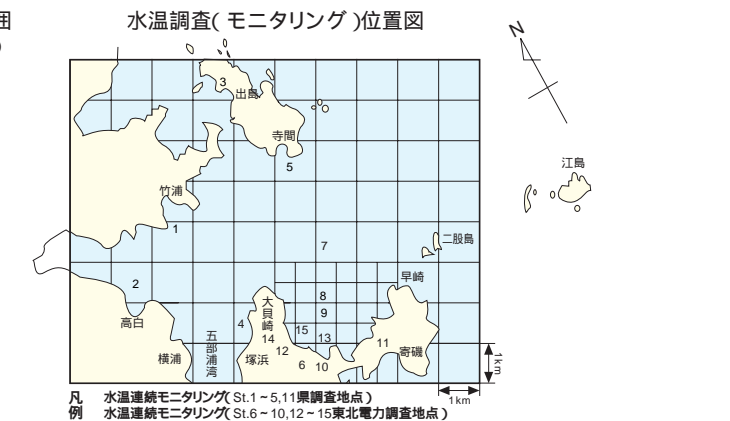 囲
)
水温調査( モニタリング )位置図
N
3
出島
寺間
5
江島
竹浦
1
7
二股島
2
早崎
8
大貝崎
9
高白
4
五部浦湾
15
14
13
12
11
横浦
塚浜
6
10
寄磯
1km
1km
凡 水温連続モニタリング( St.1~5,11県調査地点 )
例 水温連続モニタリング( St.6~10,12~15東北電力調査地点 )